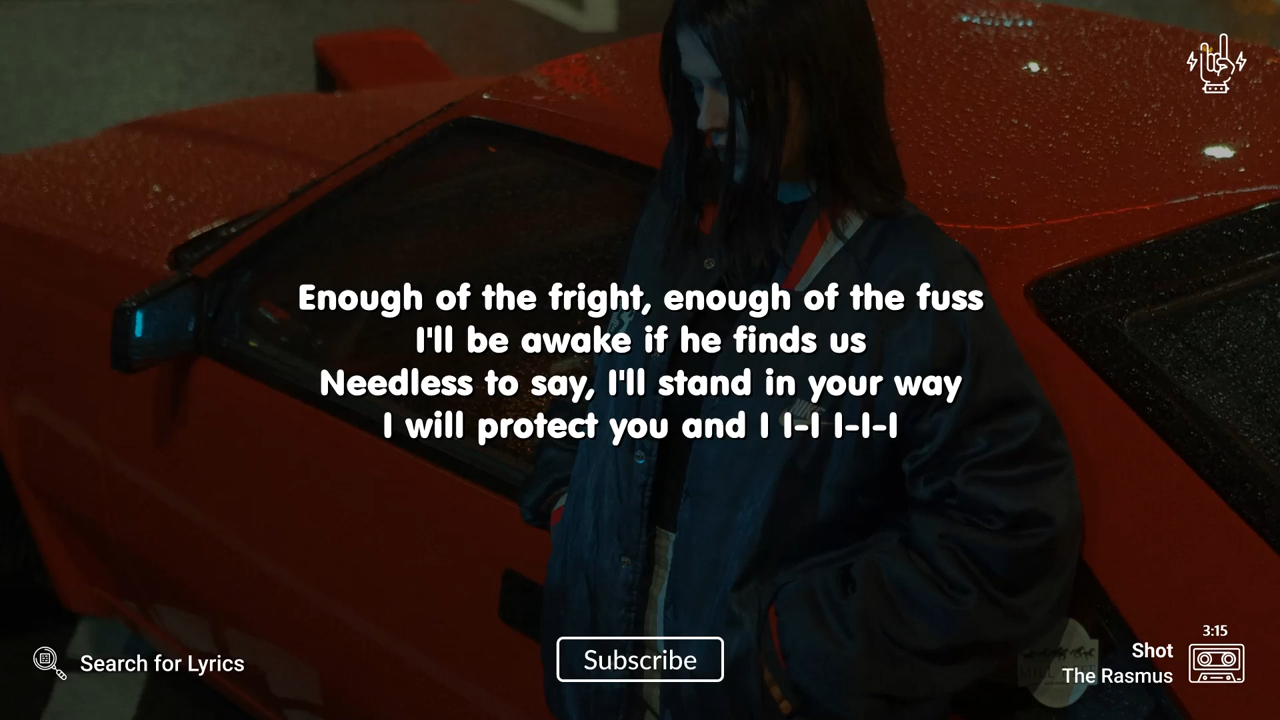 Enough of the fright, enough of the fuss
I'll be awake if he finds us
Needless to say, I'll stand in your way
I will protect you and I I-I I-I-I
3:15
Search for Lyrics
Subscribe
Shot
The Rasmus